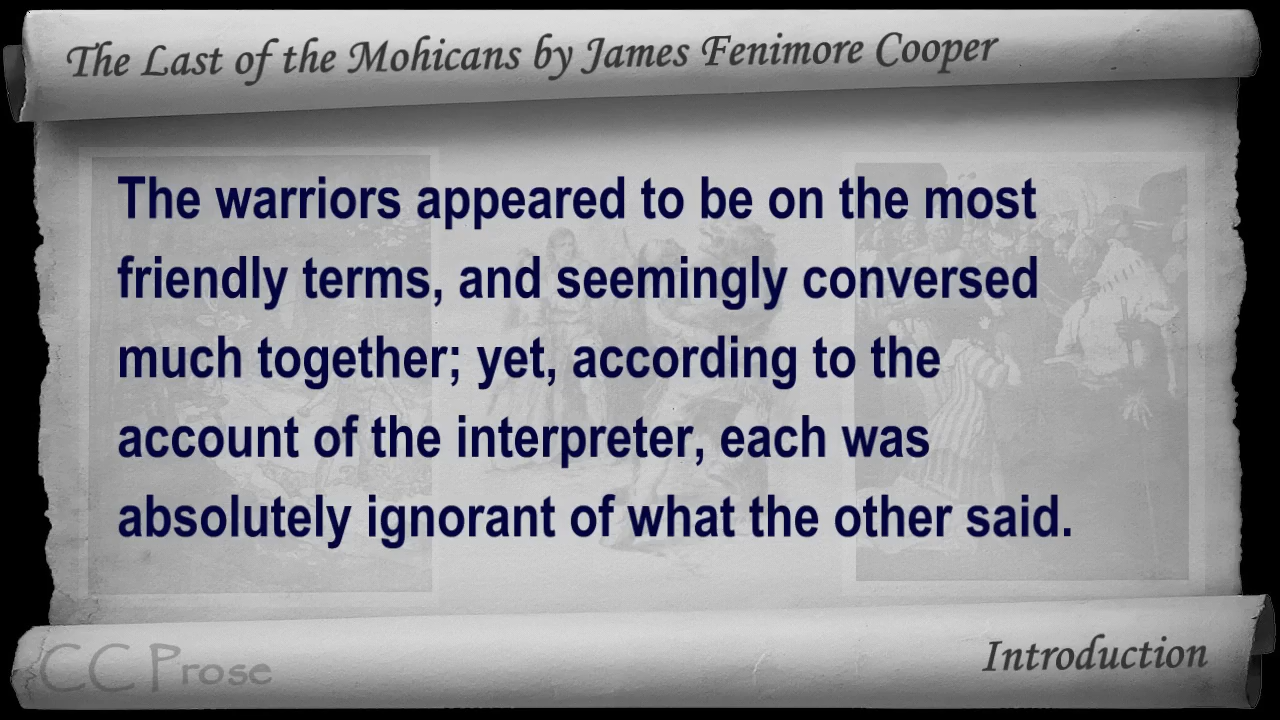 The Last of the Mohicans by James Fenimore Cooper
The warriors appeared to be on the most
friendly terms, and seemingly conversed
much together; yet, according to the
account of the interpreter, each was
absolutely ignorant of what the other said.
CC Prose
Introduction